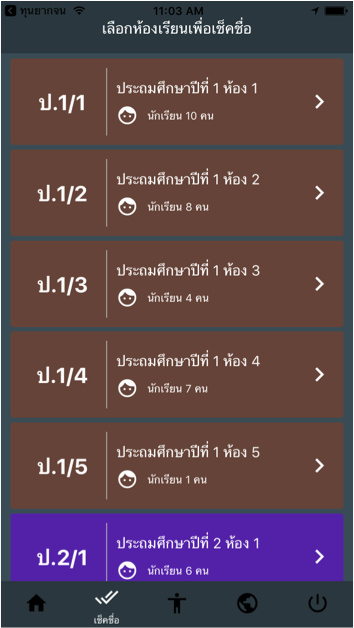 ทุนยากจน 11:03 AM
เลือกห้องเรียนเพื่อเช็คชื่อ
ป.1/1
ประถมศึกษาปีที่ 1 ห้อง 1
นักเรียน 10 คน
ป.1/2
ประถมศึกษาปีที่ 1 ห้อง 2
นักเรียน 8 คน
ป.1/3
ประถมศึกษาปีที่ 1 ห้อง 3
นักเรียน 4 คน
ป.1/4
ประถมศึกษาปีที่ 1 ห้อง 4
นักเรียน 7 คน
ป.1/5
ประถมศึกษาปีที่ 1 ห้อง 5
นักเรียน 1 คน
ป.2/1
ประถมศึกษาปีที่ 2 ห้อง 1
นักเรียน 6 คน
เช็คชื่อ